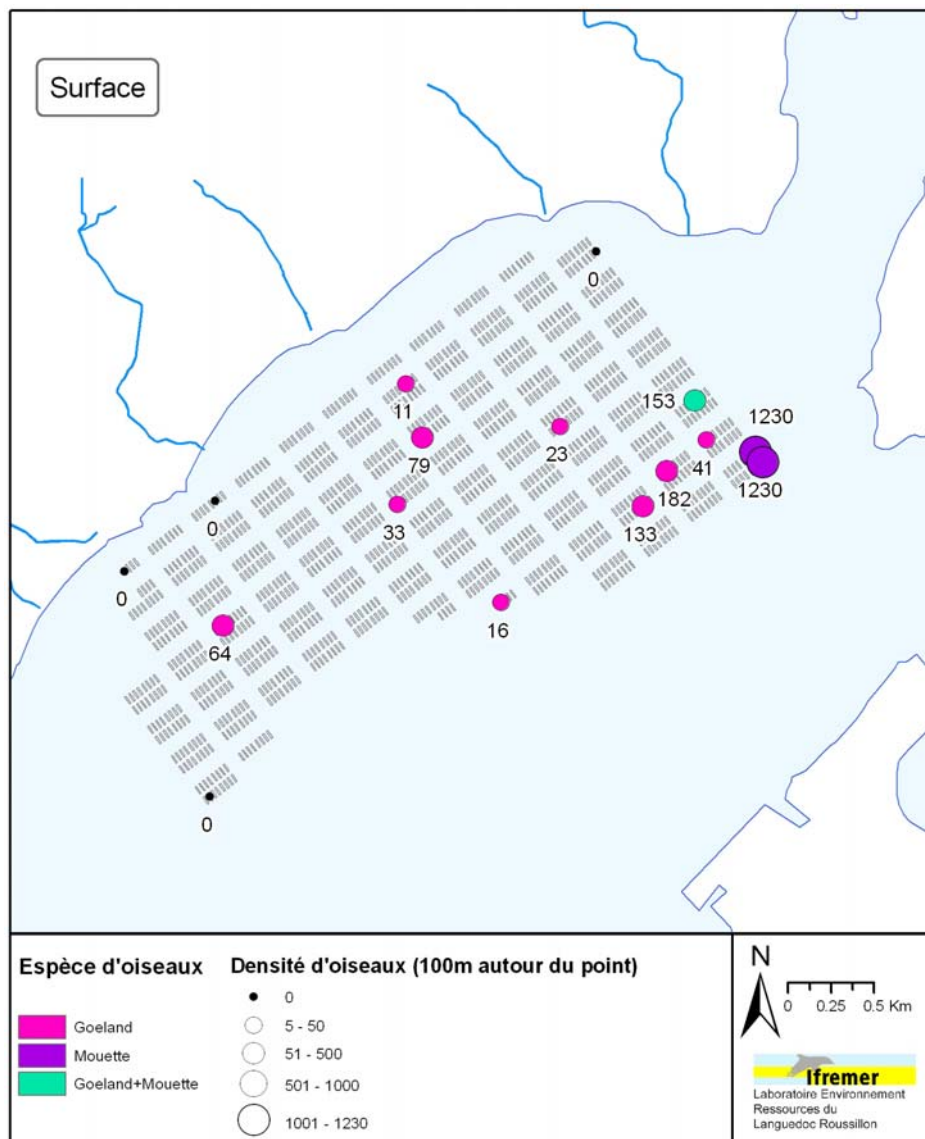 Surface
0
153
1230
11
23
41
79
1230
182
0
33
133
0
16
64
0
Espèce d'oiseaux
Goeland
Mouette
Goeland+Mouette
Densité d'oiseaux (100m autour du point)
0
5 - 50
51 - 500
501 - 1000
1001 - 1230
N
0 0.25 0.5 Km
Ifremer
Laboratoire Environnement
Ressources du
Languedoc Roussillon